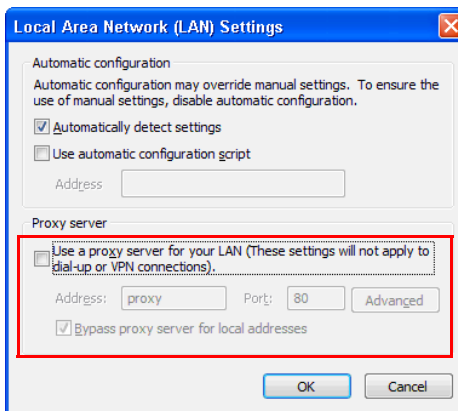 Local Area Network (LAN) Settings
Automatic configuration
Automatic configuration may override manual settings. To ensure the
use of manual settings, disable automatic configuration.
Automatically detect settings
Use automatic configuration script
Address
Proxy server
Use a proxy server for your LAN (These settings will not apply to
dial-up or VPN connections).
Address: proxy Port: 80 Advanced
Bypass proxy server for local addresses
OK Cancel